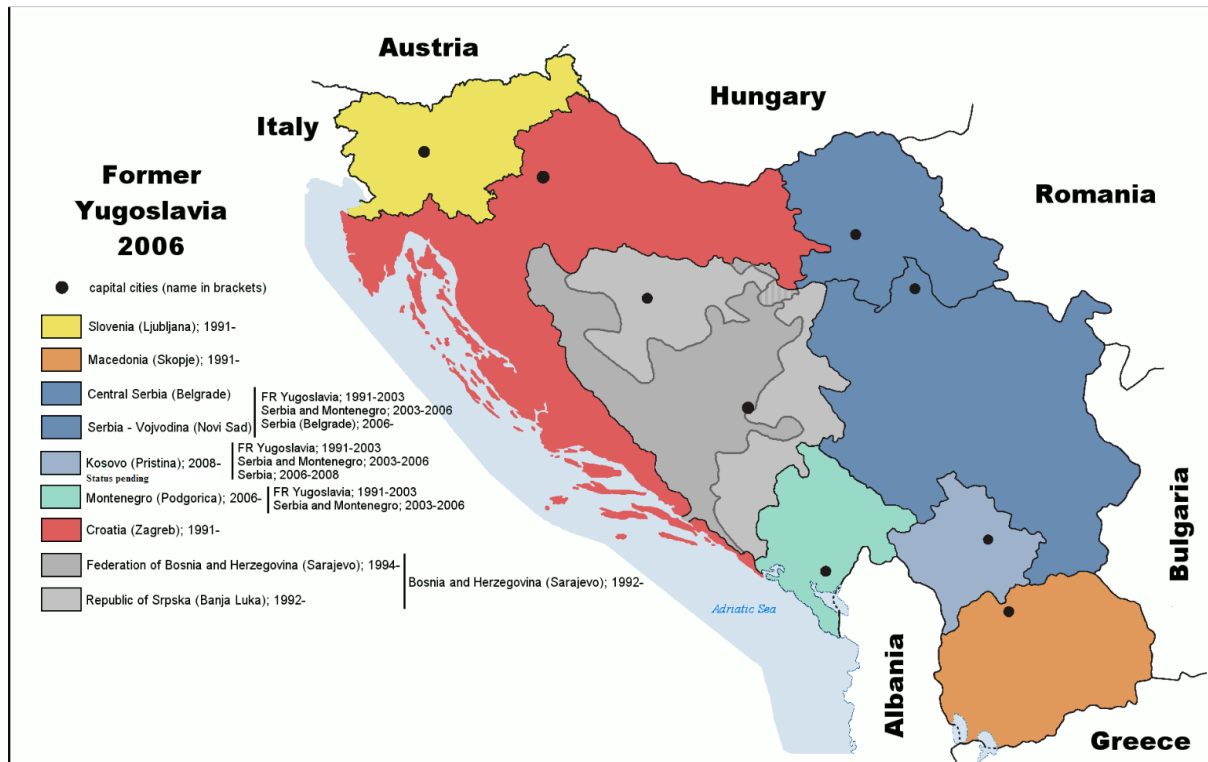 Austria
Hungary
Italy
Romania
Former
Yugoslavia
2006
capital cities (name in brackets)
Slovenia (Ljubljana); 1991-
Macedonia (Skopje); 1991-
Central Serbia (Belgrade)
Serbia - Vojvodina (Novi Sad)
FR Yugoslavia; 1991-2003
Serbia and Montenegro; 2003-2006
Serbia (Belgrade); 2006-
Kosovo (Pristina); 2008-
Status pending
FR Yugoslavia; 1991-2003
Serbia and Montenegro; 2003-2006
Serbia; 2006-2008
Montenegro (Podgorica); 2006-
FR Yugoslavia; 1991-2003
Serbia and Montenegro; 2003-2006
Croatia (Zagreb); 1991-
Federation of Bosnia and Herzegovina (Sarajevo); 1994-
Republic of Srpska (Banja Luka); 1992-
Bosnia and Herzegovina (Sarajevo); 1992-
Adriatic Sea
Bulgaria
Albania
Greece